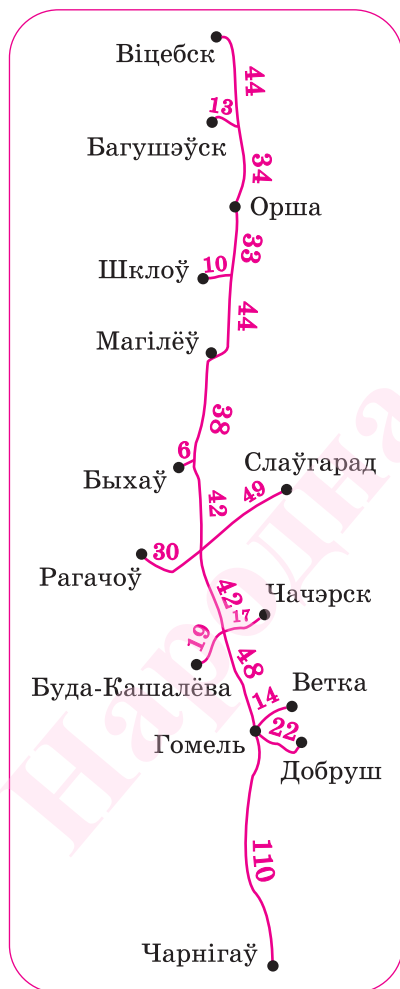 Віцебск
44
13
Багушэўск
34
Орша
33
10
Шклоў
44
Магілёў
38
6
Быхаў
Слаўгарад
49
42
30
Рагачоў
42
Чачэрск
17
19
48
Буда-Кашалёва
Ветка
14
22
Гомель
Добруш
110
Чарнігаў
Народна